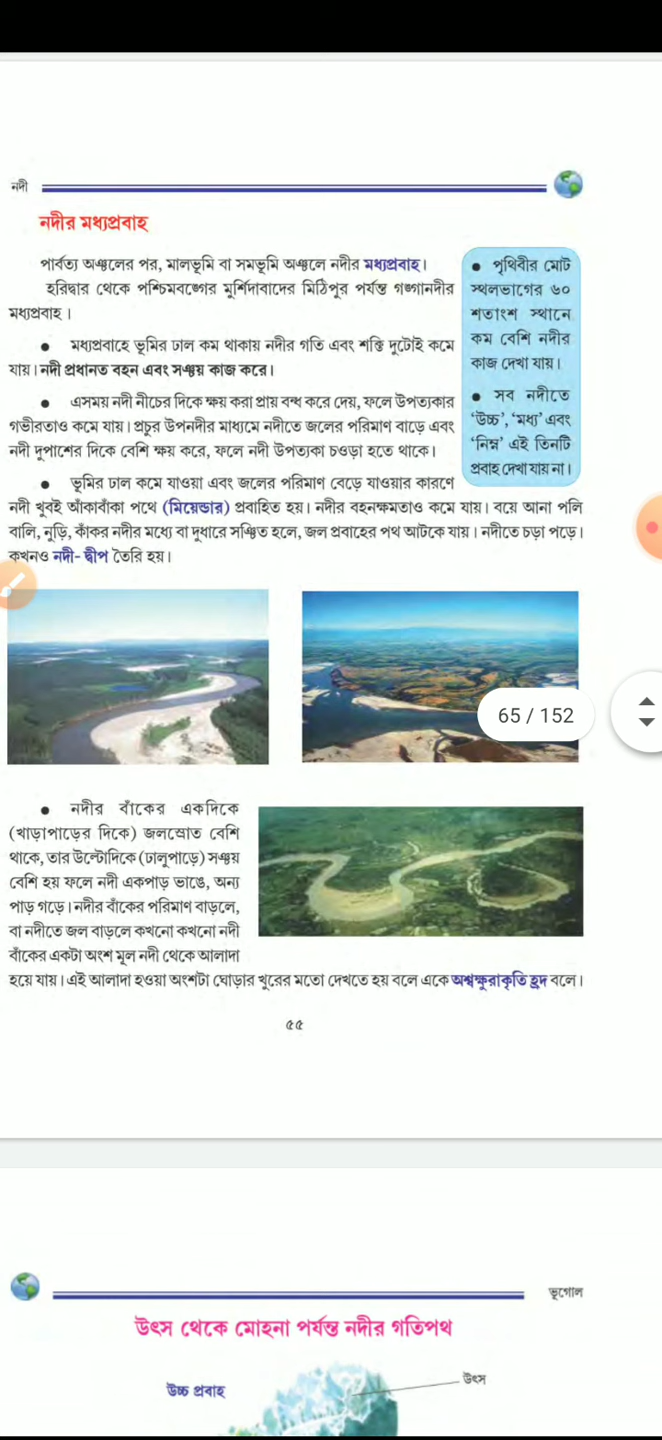 নদী
নদীর মধ্যপ্রবাহ
পার্বত্য অঞ্চলের পর, মালভূমি বা সমভূমি অঞ্চলে নদীর মধ্যপ্রবাহ।
হরিদ্বার থেকে পশ্চিমবঙ্গের মুর্শিদাবাদের মিঠিপুর পর্যন্ত গঙ্গানদীর
মধ্যপ্রবাহ।
● মধ্যপ্রবাহে ভূমির ঢাল কম থাকায় নদীর গতি এবং শক্তি দুটোই কমে
যায়। নদী প্রধানত বহন এবং সঞ্চয় কাজ করে।
● এসময় নদী নীচের দিকে ক্ষয় করা প্রায় বন্ধ করে দেয়, ফলে উপত্যকার
গভীরতাও কমে যায়। প্রচুর উপনদীর মাধ্যমে নদীতে জলের পরিমাণ বাড়ে এবং
নদী দুপাশের দিকে বেশি ক্ষয় করে, ফলে নদী উপত্যকা চওড়া হতে থাকে।
● ভূমির ঢাল কমে যাওয়া এবং জলের পরিমাণ বেড়ে যাওয়ার কারণে
নদী খুবই আঁকাবাঁকা পথে (মিয়েন্ডার) প্রবাহিত হয়। নদীর বহনক্ষমতাও কমে যায়। বয়ে আনা পলি
বালি, নুড়ি, কাঁকর নদীর মধ্যে বা দুধারে সঞ্চিত হলে, জল প্রবাহের পথ আটকে যায়। নদীতে চড়া পড়ে।
কখনও নদী- দ্বীপ তৈরি হয়।
● পৃথিবীর মোট
স্থলভাগের ৬০
শতাংশ স্থানে
কম বেশি নদীর
কাজ দেখা যায়।
● সব নদীতে
'উচ্চ', 'মধ্য' এবং
'নিম্ন' এই তিনটি
প্রবাহ দেখা যায় না।
65 / 152
● নদীর বাঁকের একদিকে
(খাড়াপাড়ের দিকে) জলস্রোত বেশি
থাকে, তার উল্টোদিকে (ঢালুপাড়ে) সঞ্চয়
বেশি হয় ফলে নদী একপাড় ভাঙে, অন্য
পাড় গড়ে। নদীর বাঁকের পরিমাণ বাড়লে,
বা নদীতে জল বাড়লে কখনো কখনো নদী
বাঁকের একটা অংশ মূল নদী থেকে আলাদা
হয়ে যায়। এই আলাদা হওয়া অংশটা ঘোড়ার খুরের মতো দেখতে হয় বলে একে অশ্বক্ষুরাকৃতি হ্রদ বলে।
৫৫
ভূগোল
উৎস থেকে মোহনা পর্যন্ত নদীর গতিপথ
উচ্চ প্রবাহ
উৎস